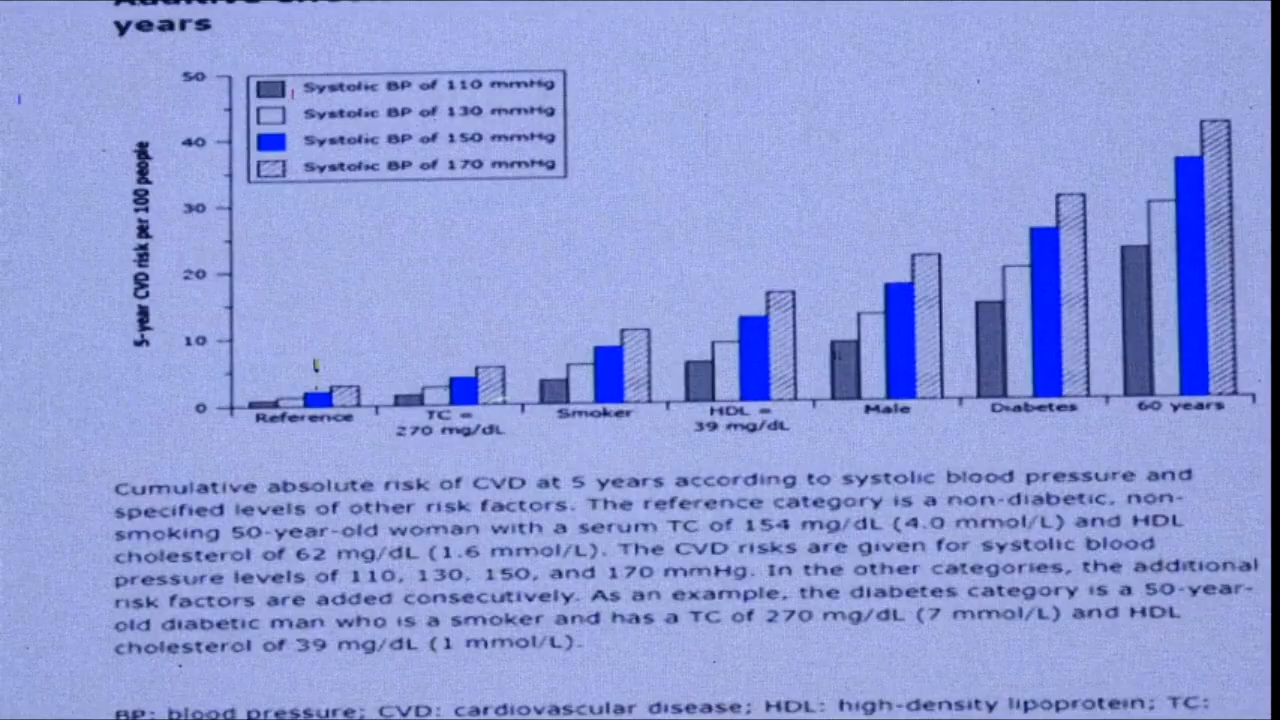 years
50
40
30
20
10
0
5-year CVD risk per 100 people
Systolic BP of 110 mmHg
Systolic BP of 130 mmHg
Systolic BP of 150 mmHg
Systolic BP of 170 mmHg
Reference
TC =
270 mg/dL
Smoker
HDL =
39 mg/dL
Male
Diabetes
60 years
Cumulative absolute risk of CVD at 5 years according to systolic blood pressure and
specified levels of other risk factors. The reference category is a non-diabetic, non-
smoking 50-year-old woman with a serum TC of 154 mg/dL (4.0 mmol/L) and HDL
cholesterol of 62 mg/dL (1.6 mmol/L). The CVD risks are given for systolic blood
pressure levels of 110, 130, 150, and 170 mmHg. In the other categories, the additional
risk factors are added consecutively. As an example, the diabetes category is a 50-year-
old diabetic man who is a smoker and has a TC of 270 mg/dL (7 mmol/L) and HDL
cholesterol of 39 mg/dL (1 mmol/L).
BP: blood pressure; CVD: cardiovascular disease; HDL: high-density lipoprotein; TC: